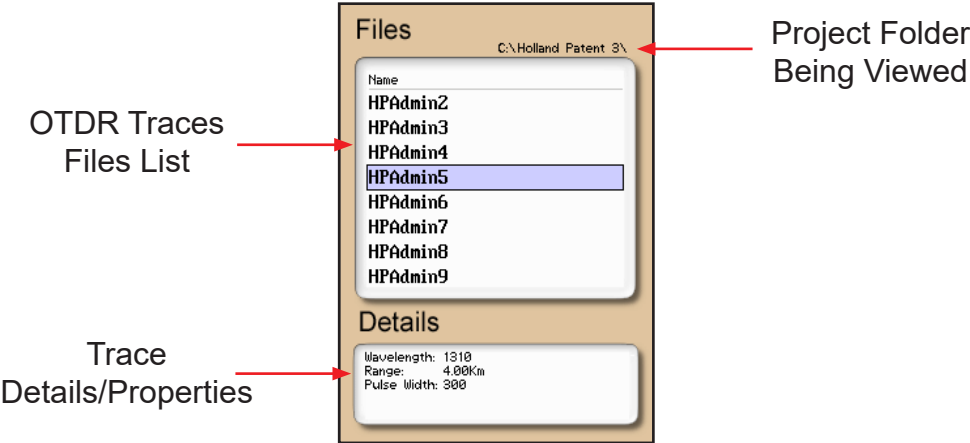 Files
C:\Holland Patent 3\
Project Folder
Being Viewed
Name
HPAdmin2
HPAdmin3
HPAdmin4
HPAdmin5
HPAdmin6
HPAdmin7
HPAdmin8
HPAdmin9
OTDR Traces
Files List
Details
Wavelength: 1310
Range: 4.00Km
Pulse Width: 300
Trace
Details/Properties